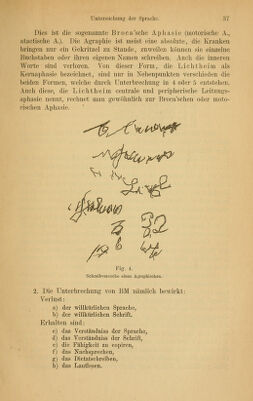 Untersuchung der Sprache. 37
Dies ist die sogenannte Broca'sche Aphasie (motorische A.,
atactische A.). Die Agraphie ist meist eine absolute, die Kranken
bringen nur ein Gekritzel zu Stande, zuweilen können sie einzelne
Buchstaben oder ihren eigenen Namen schreiben. Auch die inneren
Worte sind verloren. Von dieser Form, die Lichtheim als
Kernaphasie bezeichnet, sind nur in Nebenpunkten verschieden die
beiden Formen, welche durch Unterbrechung in 4 oder 5 entstehen.
Auch diese, die Lichtheim centrale und peripherische Leitungs-
aphasie nennt, rechnet man gewöhnlich zur Broca'schen oder moto-
rischen Aphasie.
Fig. 4.
Schreibversuche eines Agraphischen.
2. Die Unterbrechung von BM nämlich bewirkt:
Verlust:
a) der willkürlichen Sprache,
b) der willkürlichen Schrift.
Erhalten sind:
c) das Verständniss der Sprache,
d) das Verständniss der Schrift,
e) die Fähigkeit zu copiren,
f) das Nachsprechen,
g) das Dictatschreiben,
h) das Lautlesen.